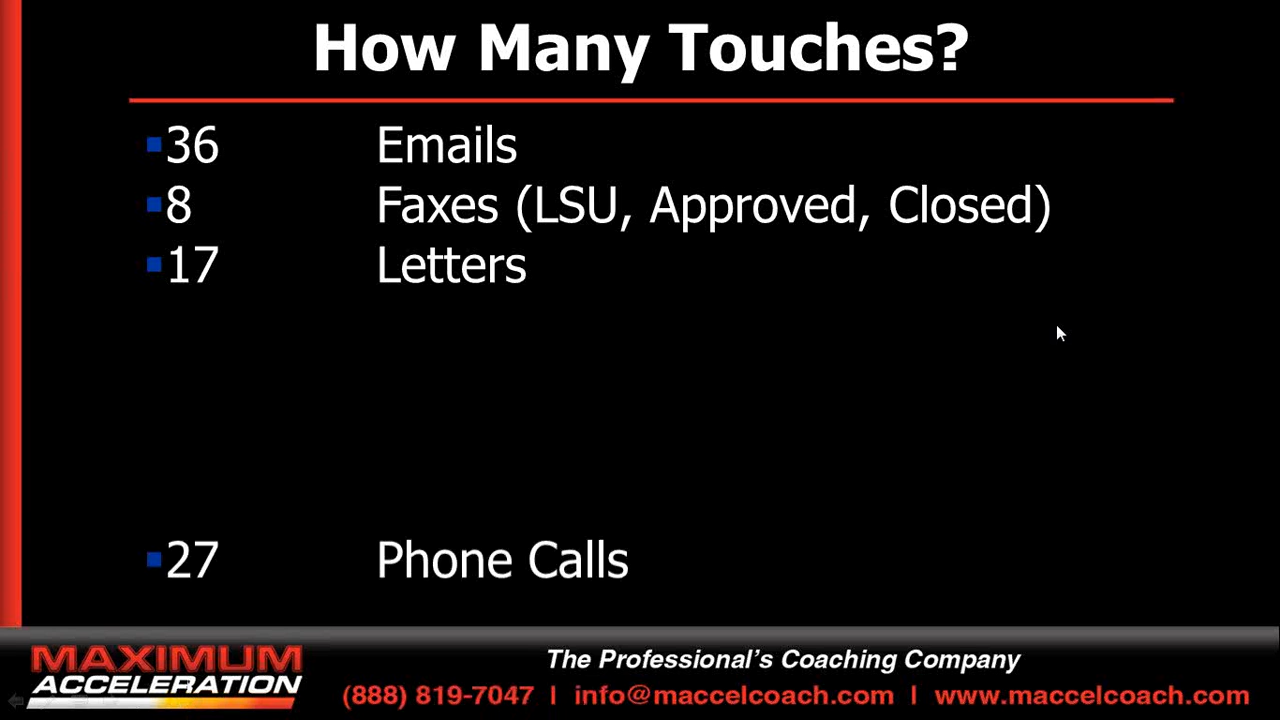 How Many Touches?
36 Emails
8 Faxes (LSU, Approved, Closed)
17 Letters
27 Phone Calls
MAXIMUM
ACCELERATION
The Professional's Coaching Company
(888) 819-7047 | info@maccelcoach.com | www.maccelcoach.com